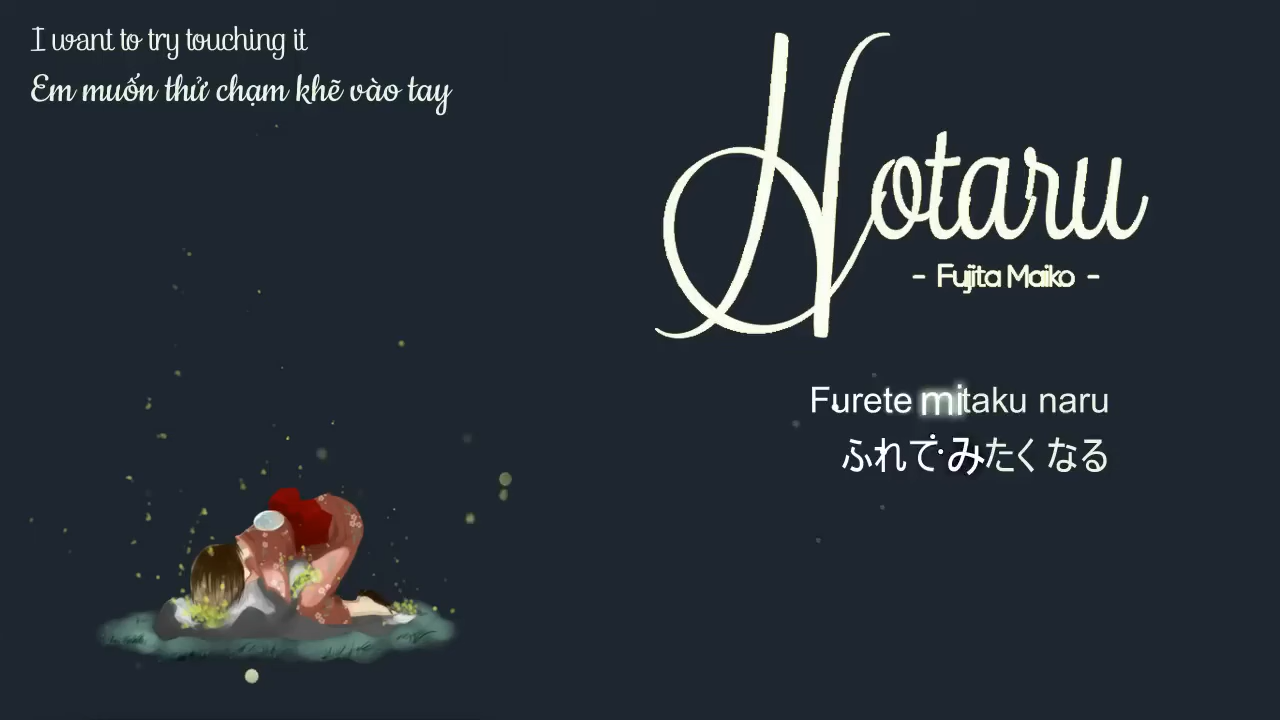 I want to try touching it
Em muốn thử chạm khẽ vào tay
Hotaru
- Fujita Maiko -
Furete mitaku naru
ふれて みたく なる